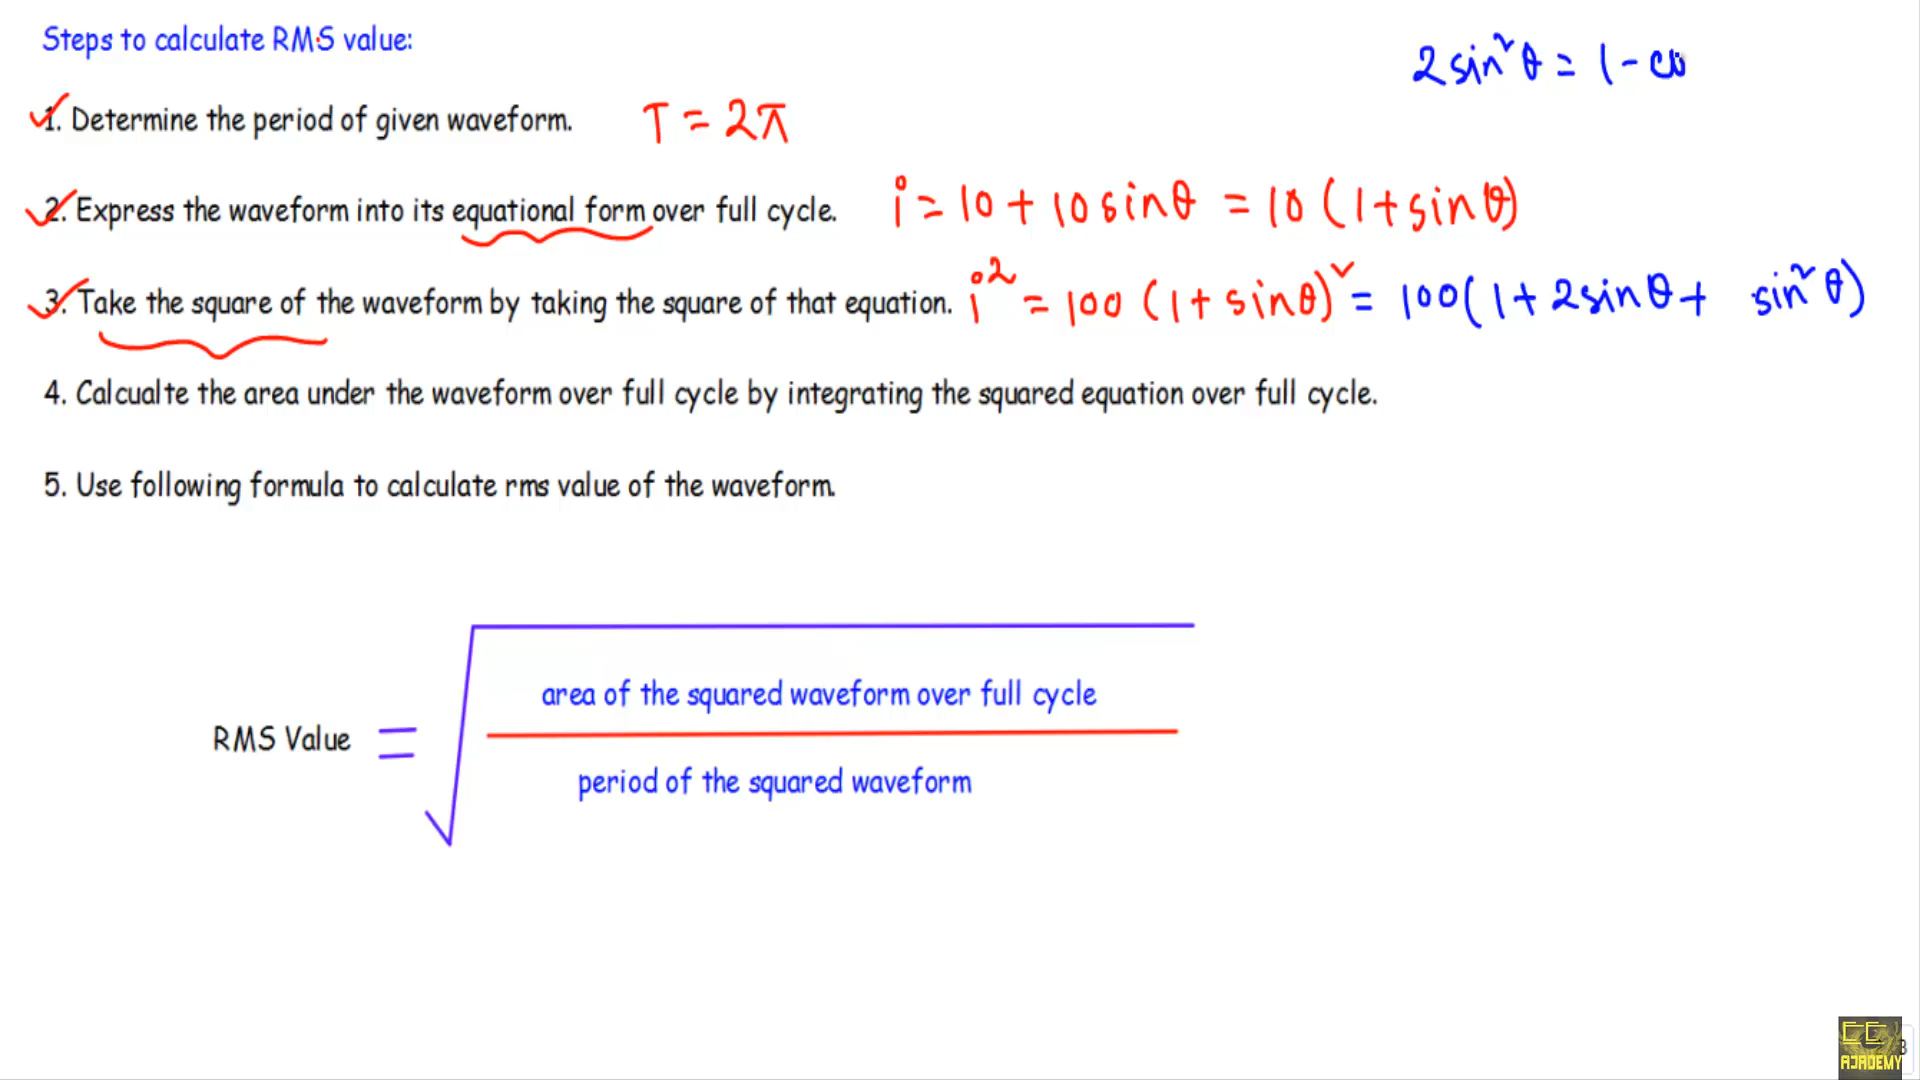 Steps to calculate RMS value:
2sin²θ = 1 - co
1. Determine the period of given waveform. T = 2π
2. Express the waveform into its equational form over full cycle. i = 10 + 10sinθ = 10 (1+sinθ)
3. Take the square of the waveform by taking the square of that equation. i² = 100 (1+ sinθ)² = 100(1+ 2sinθ + sin²θ)
4. Calcualte the area under the waveform over full cycle by integrating the squared equation over full cycle.
5. Use following formula to calculate rms value of the waveform.
area of the squared waveform over full cycle
RMS Value =
period of the squared waveform
EE
AJADEMY